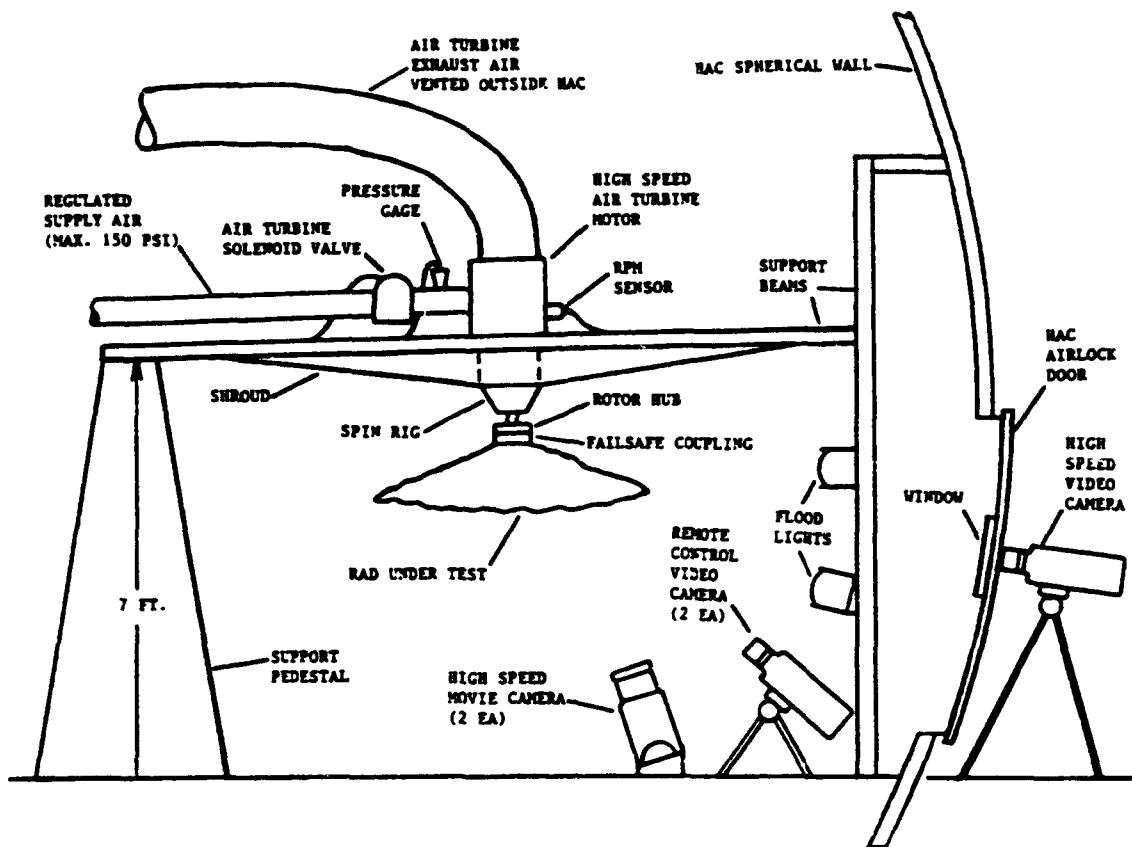 AIR TURBINE
EXHAUST AIR
VENTED OUTSIDE HAC
HAC SPHERICAL WALL
REGULATED
SUPPLY AIR
(MAX. 150 PSI)
AIR TURBINE
SOLENOID VALVE
PRESSURE
GAGE
HIGH SPEED
AIR TURBINE
MOTOR
RPM
SENSOR
SUPPORT
BEAMS
HAC
AIRLOCK
DOOR
SHROUD
SPIN RIG
ROTOR HUB
FAILSAFE COUPLING
HIGH
SPEED
VIDEO
CAMERA
WINDOW
FLOOD
LIGHTS
RAD UNDER TEST
REMOTE
CONTROL
VIDEO
CAMERA
(2 EA)
7 FT.
SUPPORT
PEDESTAL
HIGH SPEED
MOVIE CAMERA
(2 EA)